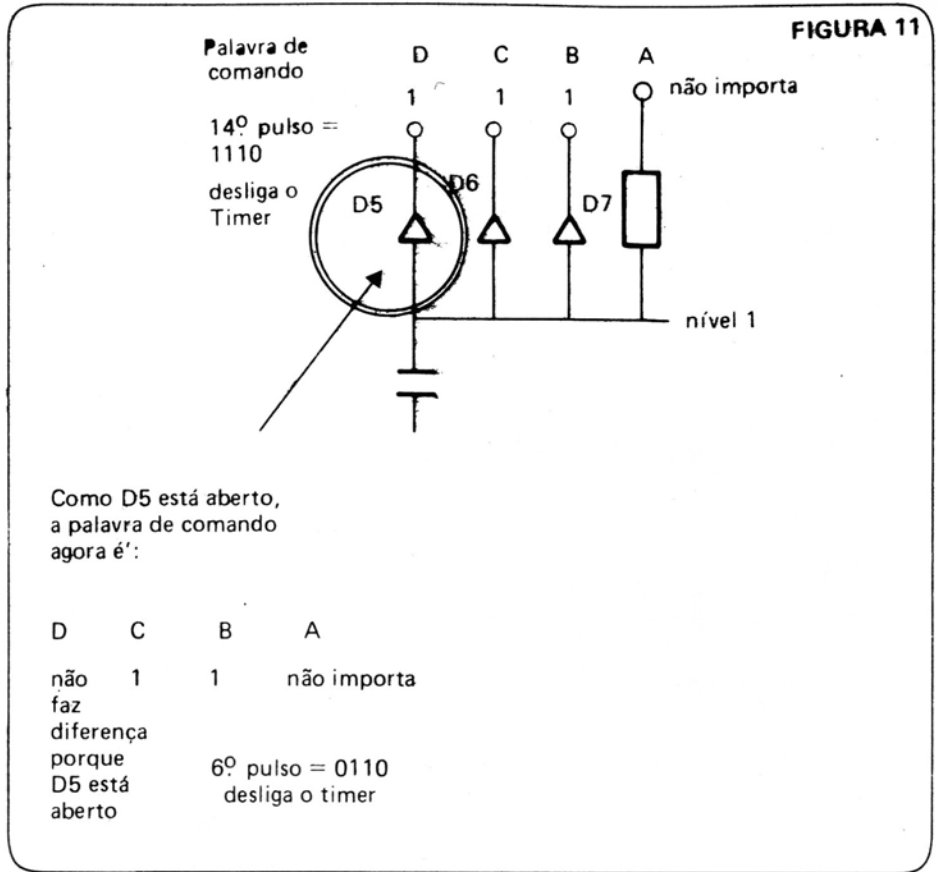 FIGURA 11
Palavra de
comando
D C B A
1 1 1 não importa
14º pulso =
1110
desliga o
Timer
D5 D6 D7
nível 1
Como D5 está aberto,
a palavra de comando
agora é':
D C B A
não 1 1 não importa
faz
diferença
porque
D5 está
aberto
6º pulso = 0110
desliga o timer